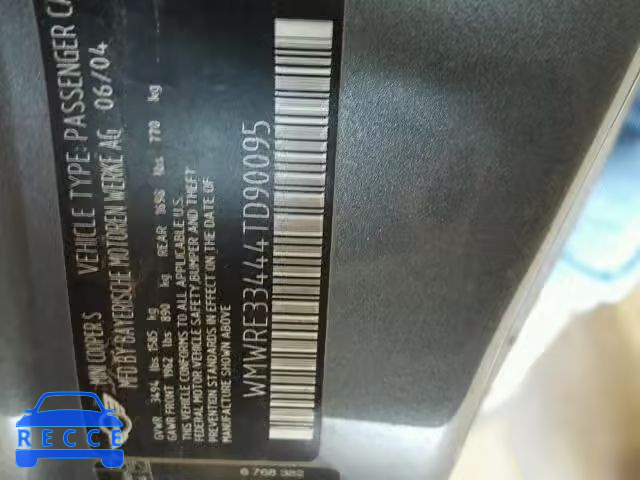 MINI COOPER S VEHICLE TYPE: PASSENGER CA
MFD BY BAYERISCHE MOTOREN WERKE AG 06/04
GVWR 3494 lbs 1585 kg
GAWR FRONT 1962 lbs 890 kg REAR 1698 lbs 770 kg
THIS VEHICLE CONFORMS TO ALL APPLICABLE U.S.
FEDERAL MOTOR VEHICLE SAFETY, BUMPER AND THEFT
PREVENTION STANDARDS IN EFFECT ON THE DATE OF
MANUFACTURE SHOWN ABOVE
WMWRE33444TD90095
6 768 382
EPIC
RECCE